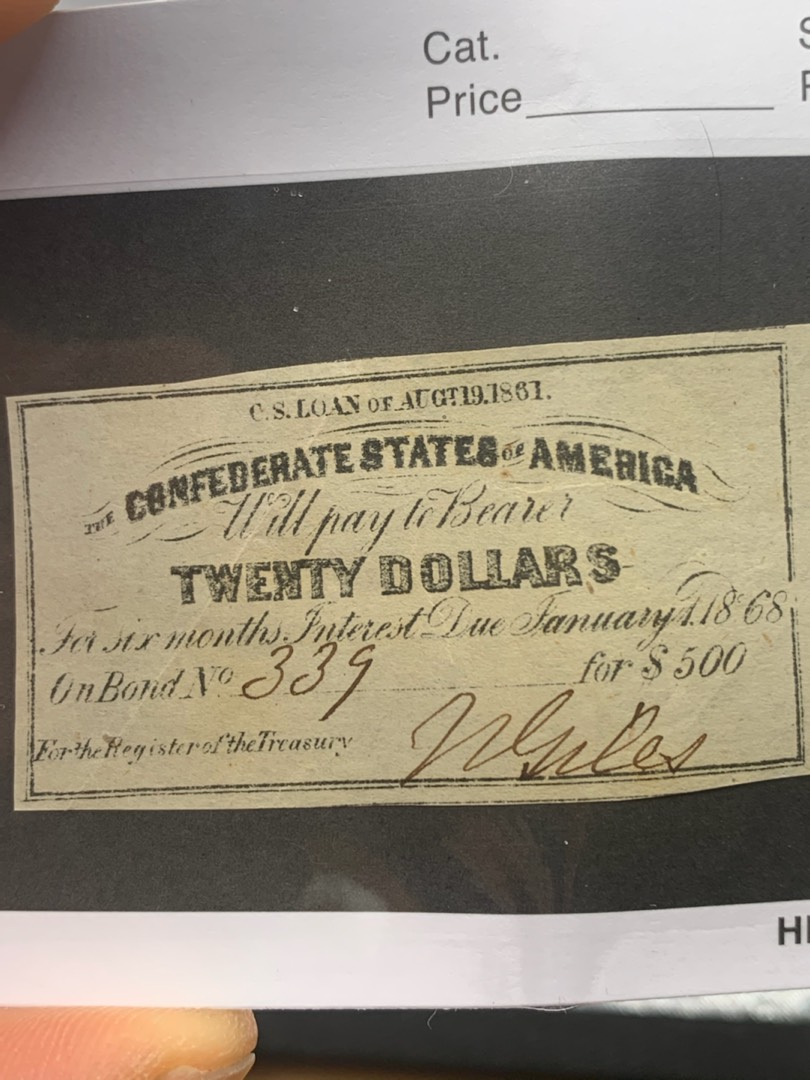 Cat.
Price
C. S. LOAN OF AUGT. 19. 1861.
THE CONFEDERATE STATES OF AMERICA
Will pay to Bearer
TWENTY DOLLARS
For six months. Interest Due January 1. 1868
On Bond No. 339 for $ 500
For the Register of the Treasury